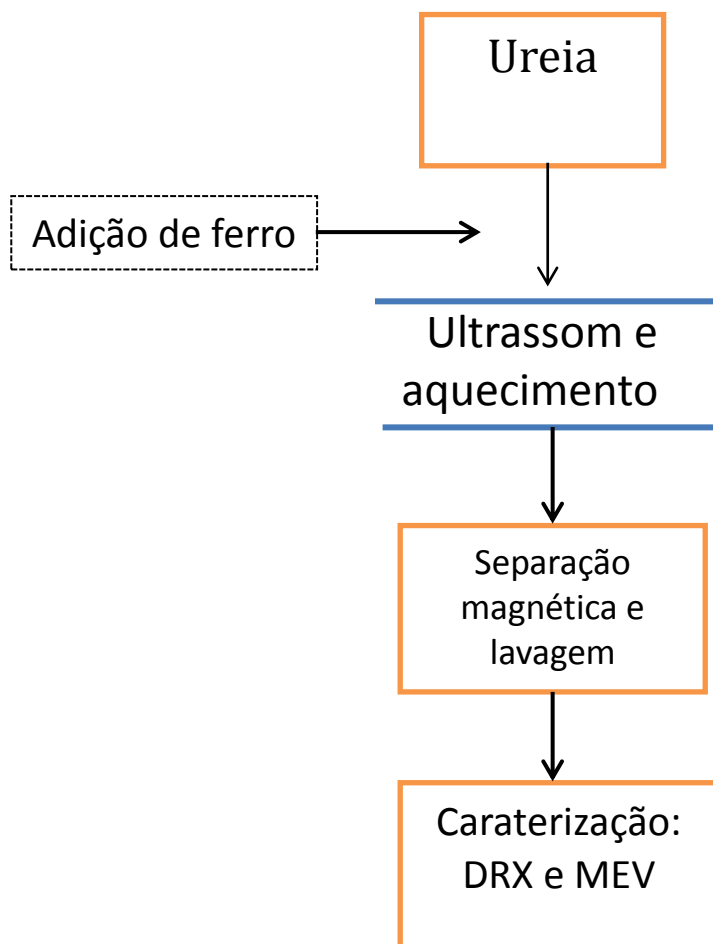 Ureia
Adição de ferro
Ultrassom e
aquecimento
Separação
magnética e
lavagem
Caraterização:
DRX e MEV